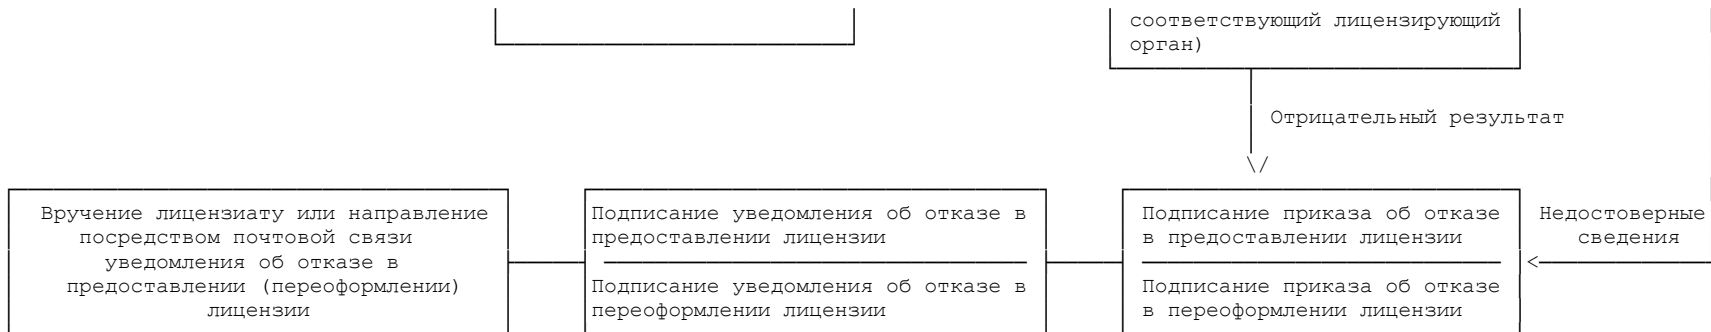 соответствующий лицензирующий
орган)
Отрицательный результат
\/
Вручение лицензиату или направление
посредством почтовой связи
уведомления об отказе в
предоставлении (переоформлении)
лицензии
Подписание уведомления об отказе в
предоставлении лицензии
Подписание уведомления об отказе в
переоформлении лицензии
Подписание приказа об отказе
в предоставлении лицензии
Подписание приказа об отказе
в переоформлении лицензии
Недостоверные
сведения
<